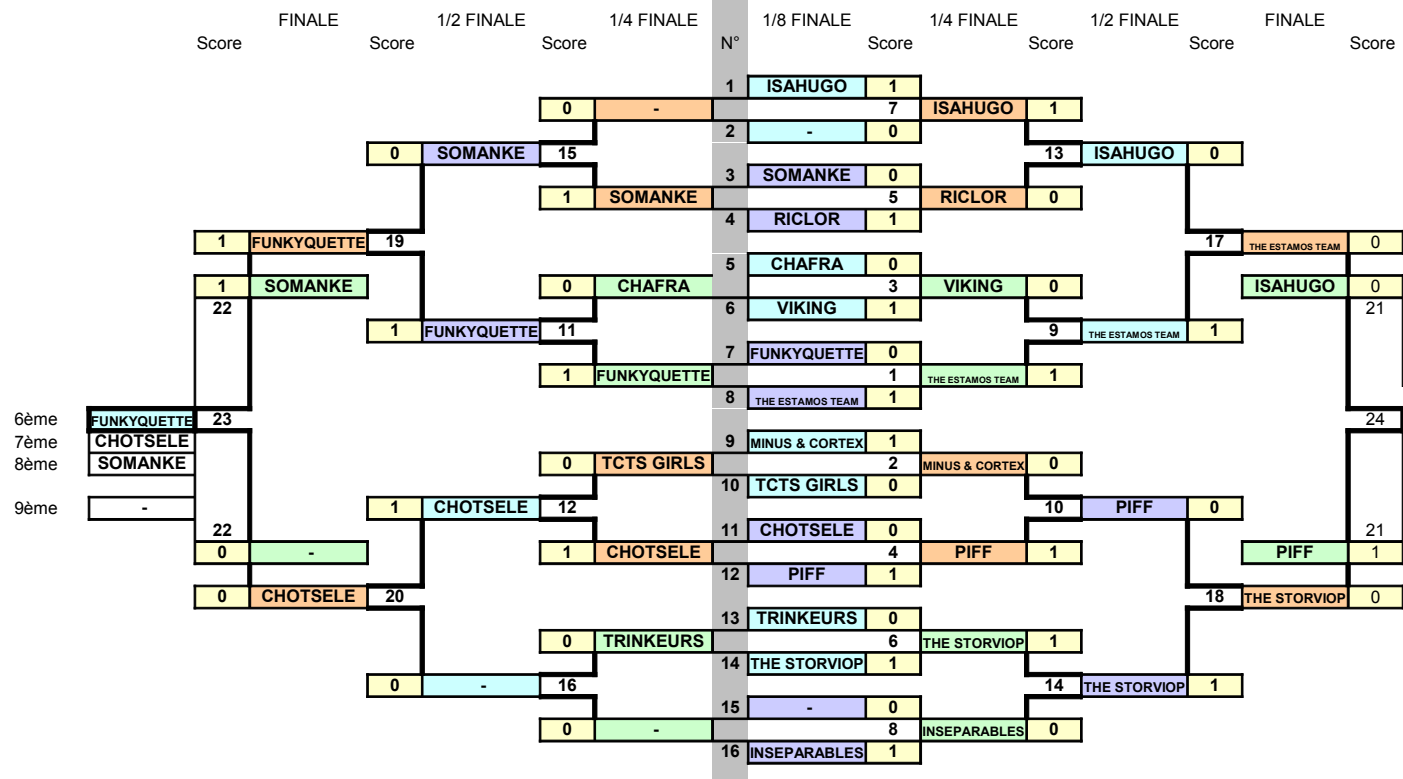 FINALE 1/2 FINALE 1/4 FINALE 1/8 FINALE 1/4 FINALE 1/2 FINALE FINALE
Score Score Score N° Score Score Score Score
1 ISAHUGO 1
0 - 7 ISAHUGO 1
2 - 0
0 SOMANKE 15 13 ISAHUGO 0
3 SOMANKE 0
1 SOMANKE 5 RICLOR 0
4 RICLOR 1
1 FUNKYQUETTE 19 17 THE ESTAMOS TEAM 0
5 CHAFRA 0
1 SOMANKE 0 CHAFRA 3 VIKING 0 ISAHUGO 0
22 6 VIKING 1 21
1 FUNKYQUETTE 11 9 THE ESTAMOS TEAM 1
7 FUNKYQUETTE 0
1 FUNKYQUETTE 1 THE ESTAMOS TEAM 1
8 THE ESTAMOS TEAM 1
6ème FUNKYQUETTE 23 24
7ème CHOTSELE 9 MINUS & CORTEX 1
8ème SOMANKE 0 TCTS GIRLS 2 MINUS & CORTEX 0
10 TCTS GIRLS 0
9ème - 1 CHOTSELE 12 10 PIFF 0
22 11 CHOTSELE 0 21
0 - 1 CHOTSELE 4 PIFF 1 PIFF 1
12 PIFF 1
0 CHOTSELE 20 18 THE STORVIOP 0
13 TRINKEURS 0
0 TRINKEURS 6 THE STORVIOP 1
14 THE STORVIOP 1
0 - 16 14 THE STORVIOP 1
15 - 0
0 - 8 INSEPARABLES 0
16 INSEPARABLES 1